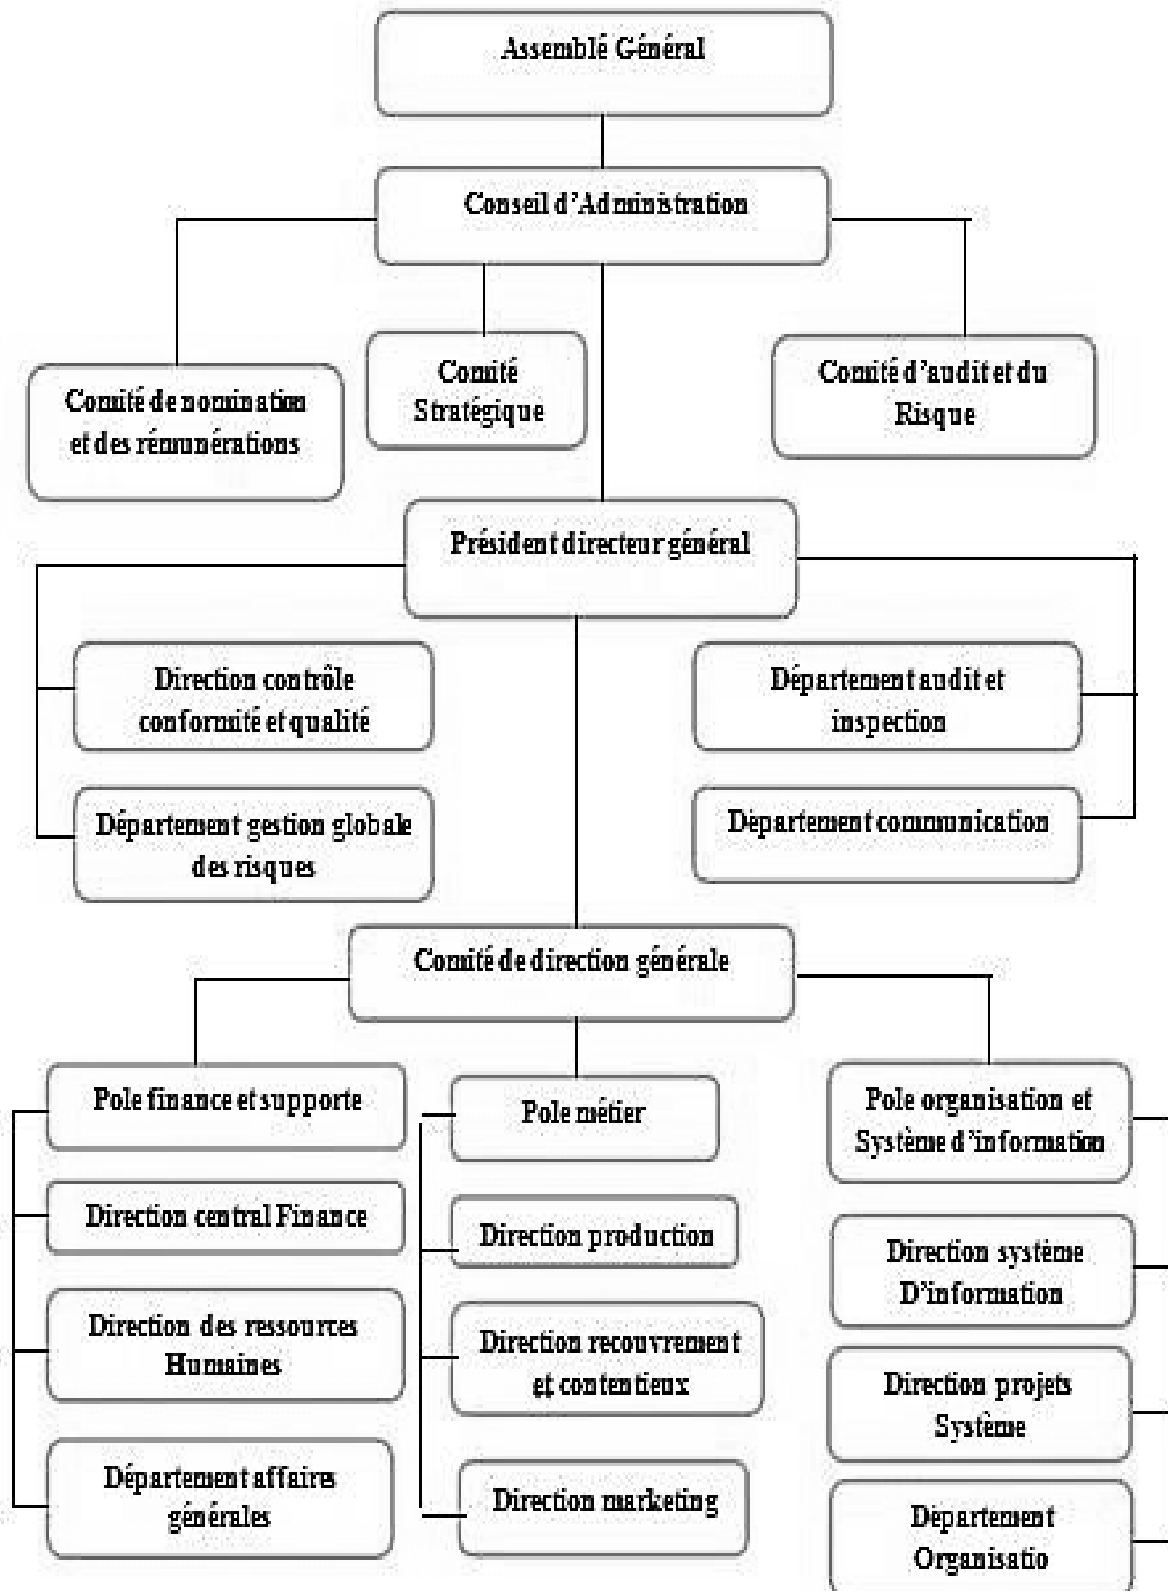 Assemblé Général
Conseil d'Administration
Comité de nomination
et des rémunérations
Comité
Stratégique
Comité d'audit et du
Risque
Président directeur général
Direction contrôle
conformité et qualité
Département audit et
inspection
Département gestion globale
des risques
Département communication
Comité de direction générale
Pole finance et supporte
Pole métier
Pole organisation et
Système d'information
Direction central Finance
Direction production
Direction système
D'information
Direction des ressources
Humaines
Direction recouvrement
et contentieux
Direction projets
Système
Département affaires
générales
Direction marketing
Département
Organisatio